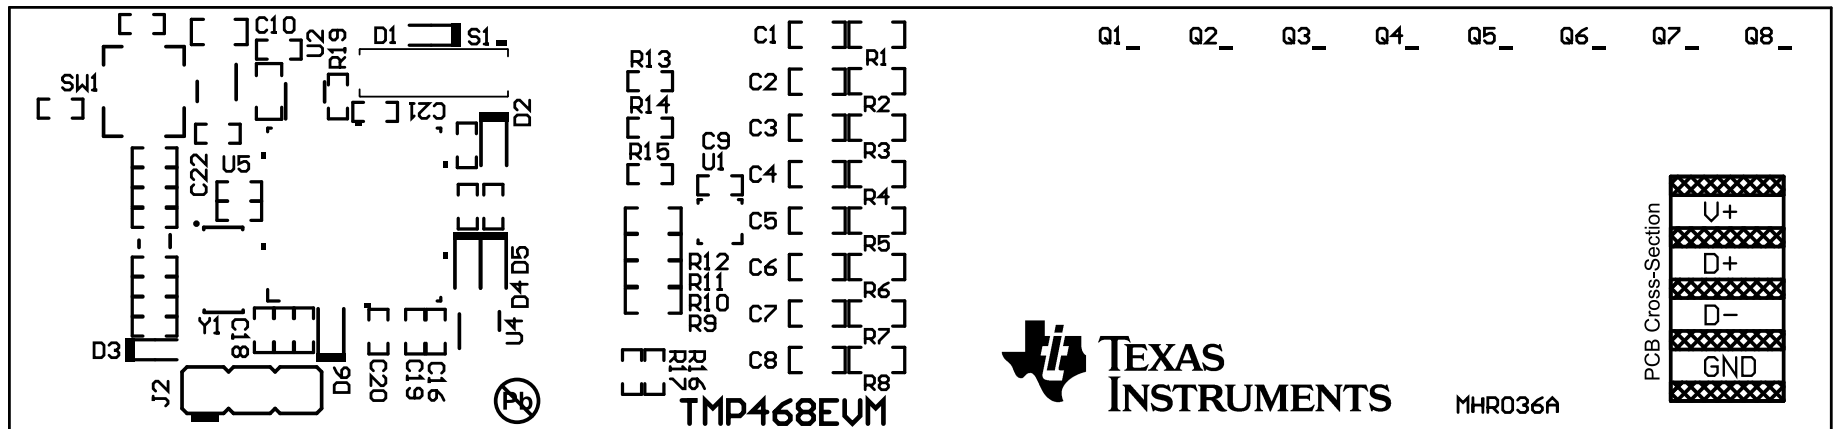 C10
U2
R19
D1
S1
SW1
C21
D2
C22
U5
D5
D4
Y1
C18
U4
D3
J2
D6
C20
C19
C16
Pb
R13
R14
R15
C9
U1
R12
R11
R10
R9
R17
R16
TMP468EVM
C1
R1
C2
R2
C3
R3
C4
R4
C5
R5
C6
R6
C7
R7
C8
R8
Q1 Q2 Q3 Q4 Q5 Q6 Q7 Q8
TEXAS
INSTRUMENTS
MHR036A
PCB Cross-Section
V+
D+
D-
GND